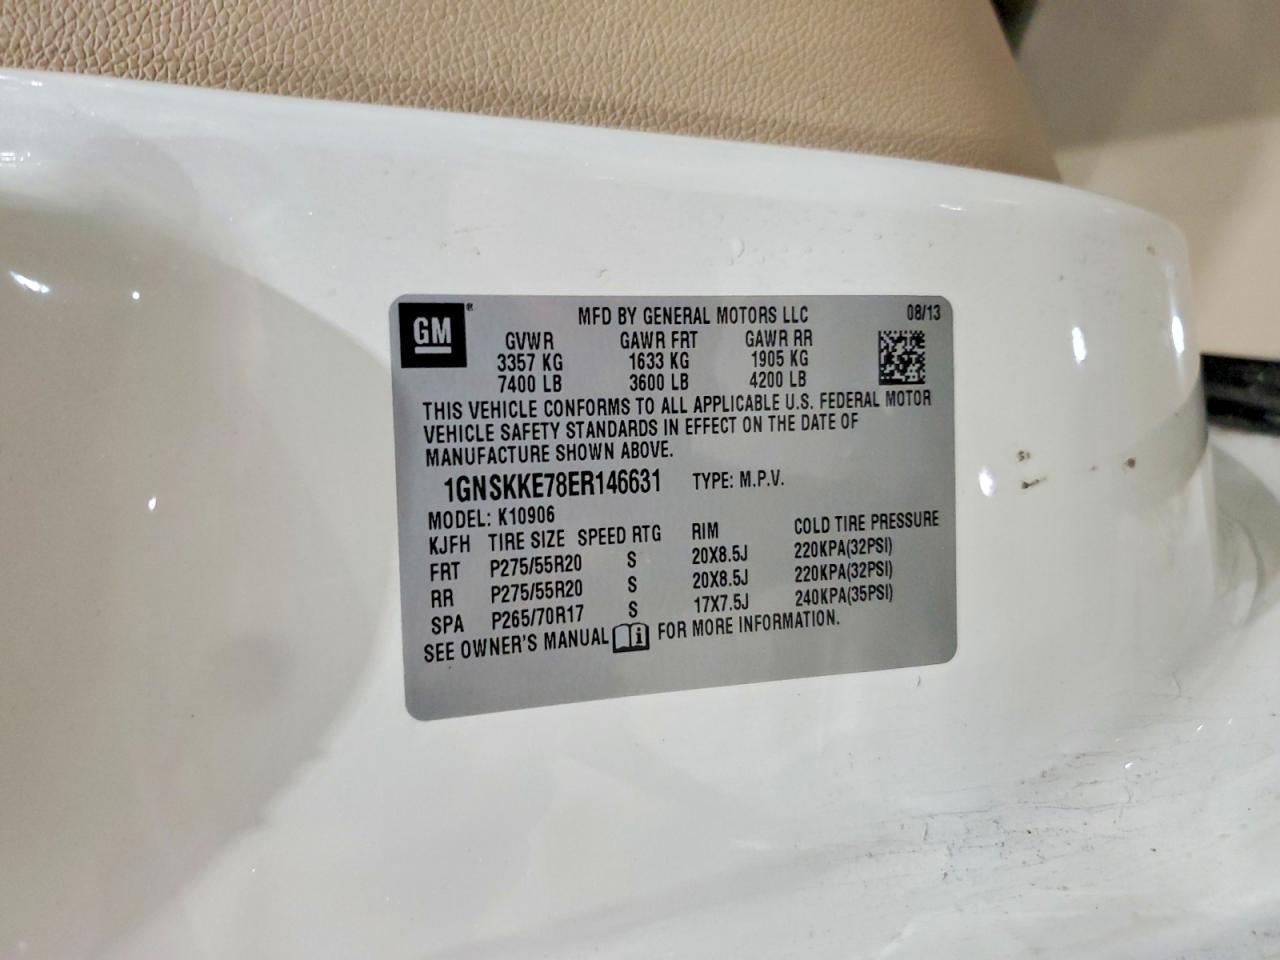 GM ® MFD BY GENERAL MOTORS LLC 08/13
GVWR GAWR FRT GAWR RR
3357 KG 1633 KG 1905 KG
7400 LB 3600 LB 4200 LB
THIS VEHICLE CONFORMS TO ALL APPLICABLE U.S. FEDERAL MOTOR
VEHICLE SAFETY STANDARDS IN EFFECT ON THE DATE OF
MANUFACTURE SHOWN ABOVE.
1GNSKKE78ER146631 TYPE: M.P.V.
MODEL: K10906
KJFH TIRE SIZE SPEED RTG RIM COLD TIRE PRESSURE
FRT P275/55R20 S 20X8.5J 220KPA(32PSI)
RR P275/55R20 S 20X8.5J 220KPA(32PSI)
SPA P265/70R17 S 17X7.5J 240KPA(35PSI)
SEE OWNER'S MANUAL i FOR MORE INFORMATION.